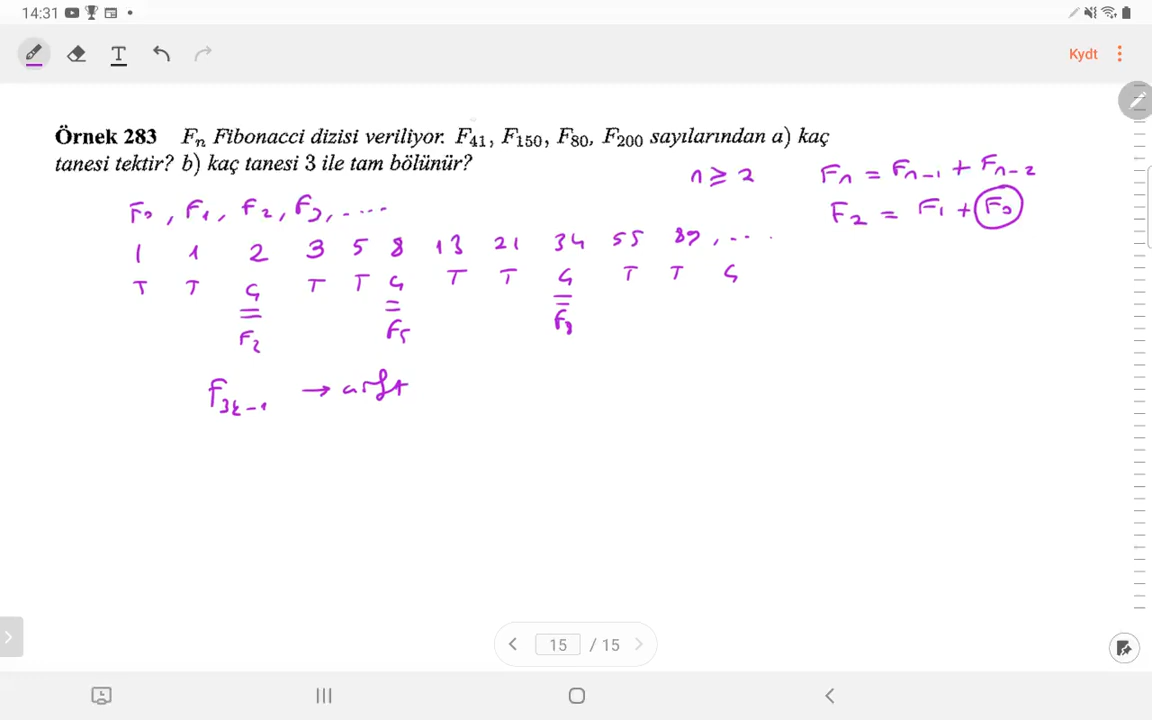 14:31
Kydt
Örnek 283 Fn Fibonacci dizisi veriliyor. F41, F150, F80, F200 sayılarından a) kaç
tanesi tektir? b) kaç tanesi 3 ile tam bölünür?
n ≥ 2 Fn = Fn-1 + Fn-2
F2 = F1 + F0
F0, F1, F2, F3, ....
1 1 2 3 5 8 13 21 34 55 89, ...
T T Ç T T Ç T T Ç T T Ç
F2 F5 F8
F3k-1 → çift
15 / 15